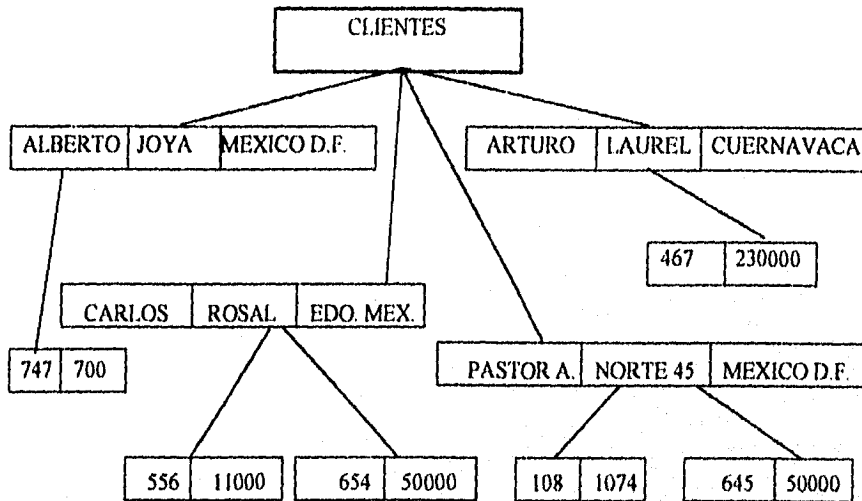 CLIENTES
ALBERTO JOYA MEXICO D.F.
ARTURO LAUREL CUERNAVACA
467 230000
CARLOS ROSAL EDO. MEX.
747 700
PASTOR A. NORTE 45 MEXICO D.F.
556 11000
654 50000
108 1074
645 50000